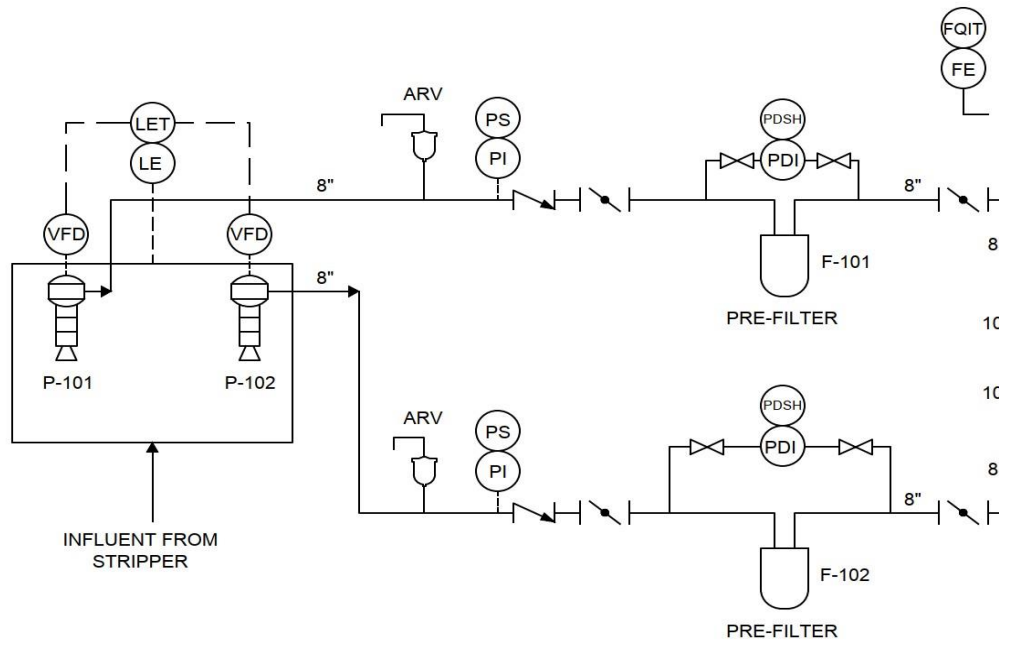 FQIT
FE
ARV
LET
LE
PS
PI
PDSH
PDI
8"
8"
VFD
VFD
8
F-101
8"
PRE-FILTER
10
P-101
P-102
10
PDSH
ARV
PS
PDI
PI
8
8"
INFLUENT FROM
STRIPPER
F-102
PRE-FILTER